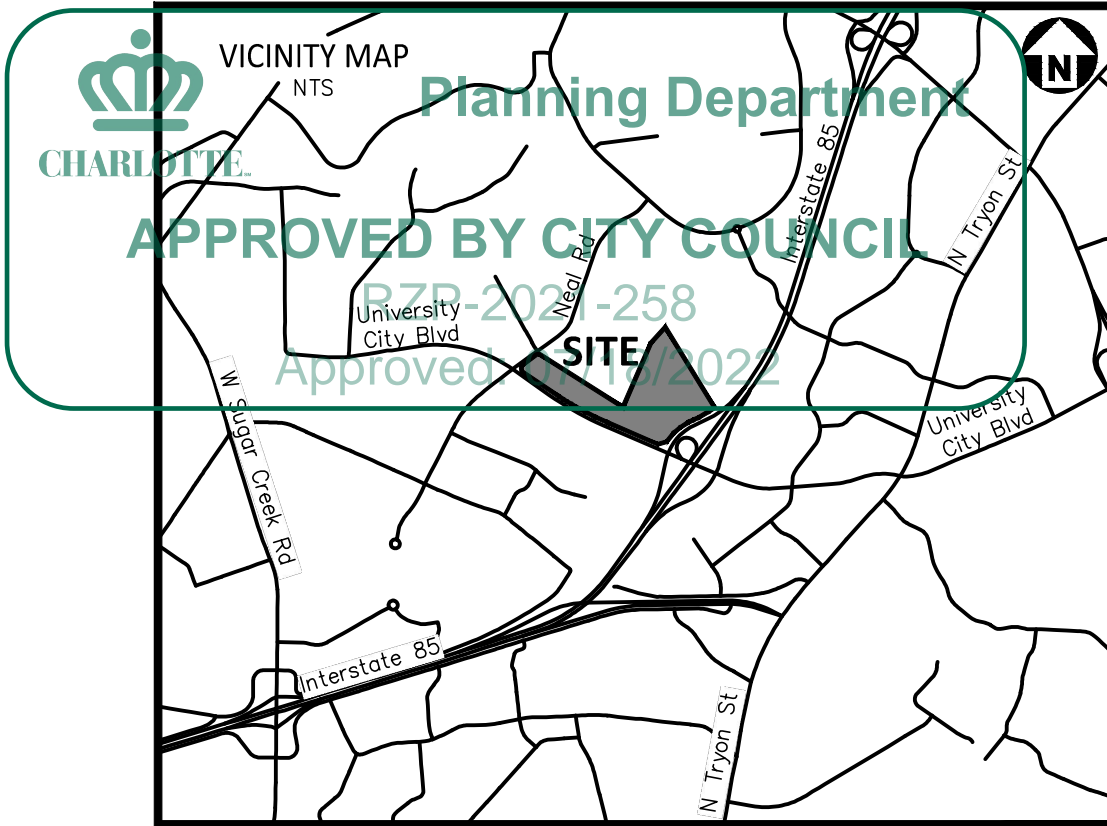 VICINITY MAP
NTS
N
CHARLOTTE™
Planning Department
APPROVED BY CITY COUNCIL
RZP-2021-258
Approved: 07/18/2022
Interstate 85
N Tryon St
Neal Rd
University
City Blvd
SITE
W Sugar Creek Rd
University
City Blvd
Interstate 85
N Tryon St